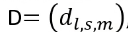 D= (d_{l,s,m}),